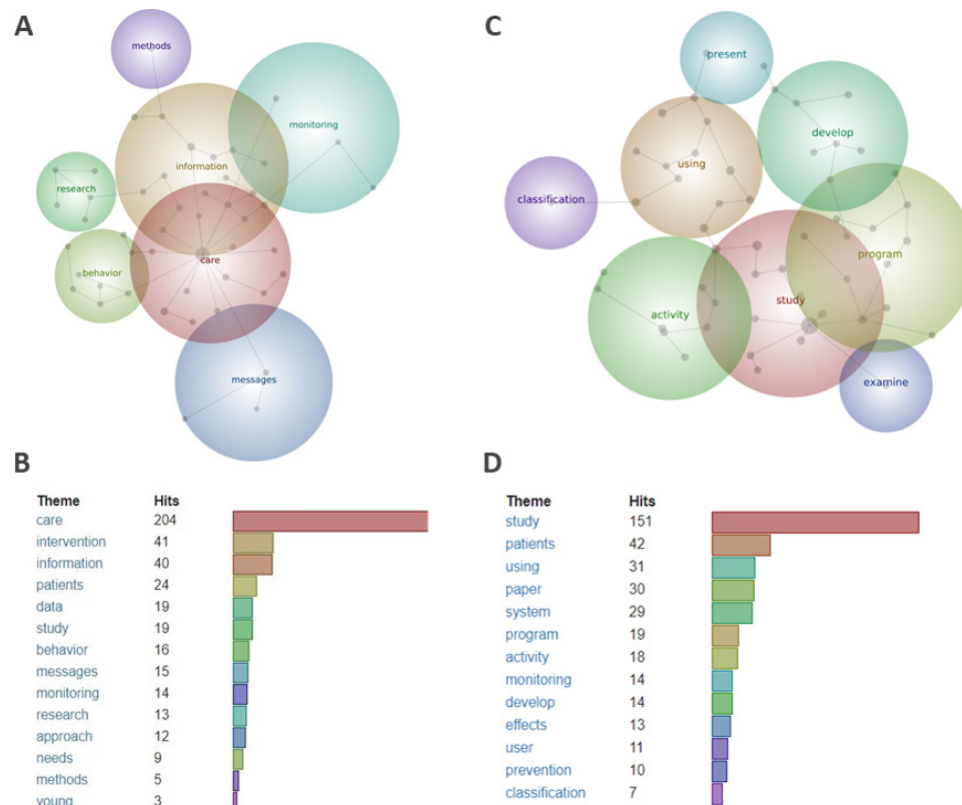 A
methods
monitoring
information
research
care
behavior
messages
C
present
develop
using
classification
program
study
activity
examine
B
Theme Hits
care 204
intervention 41
information 40
patients 24
data 19
study 19
behavior 16
messages 15
monitoring 14
research 13
approach 12
needs 9
methods 5
young 3
D
Theme Hits
study 151
patients 42
using 31
paper 30
system 29
program 19
activity 18
monitoring 14
develop 14
effects 13
user 11
prevention 10
classification 7